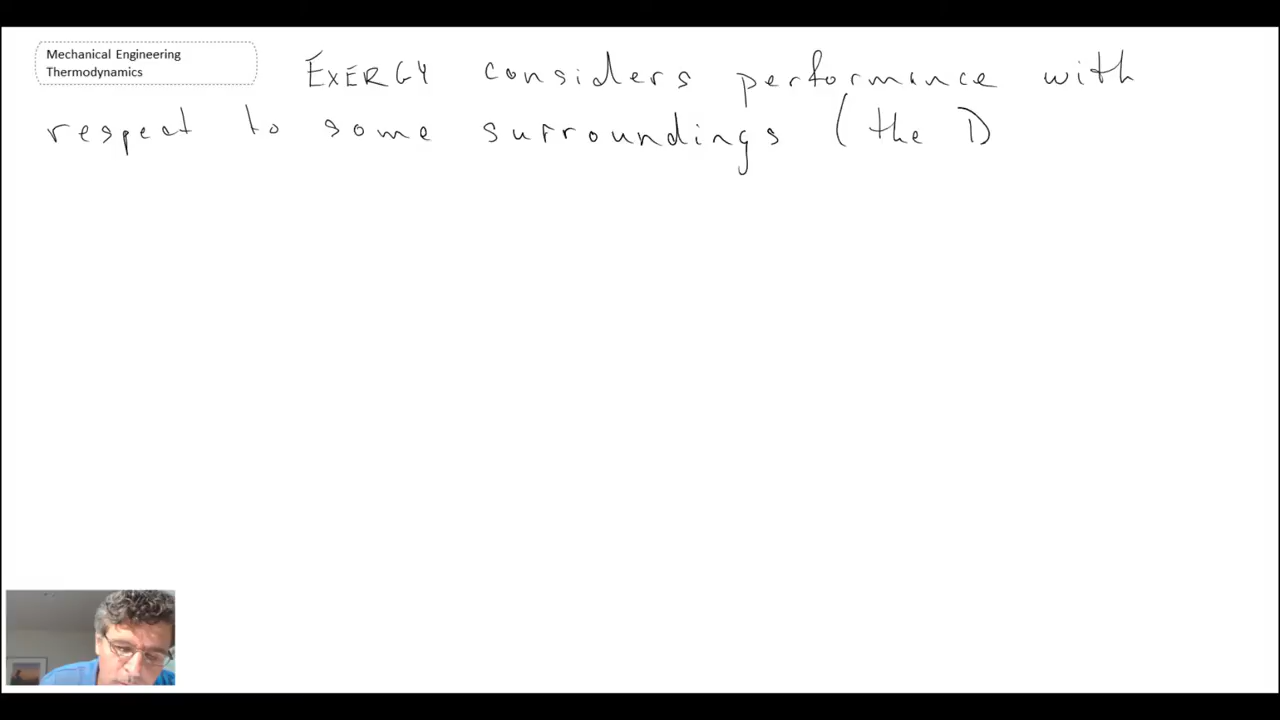 Mechanical Engineering
Thermodynamics
EXERGY considers performance with
respect to some surroundings (the D